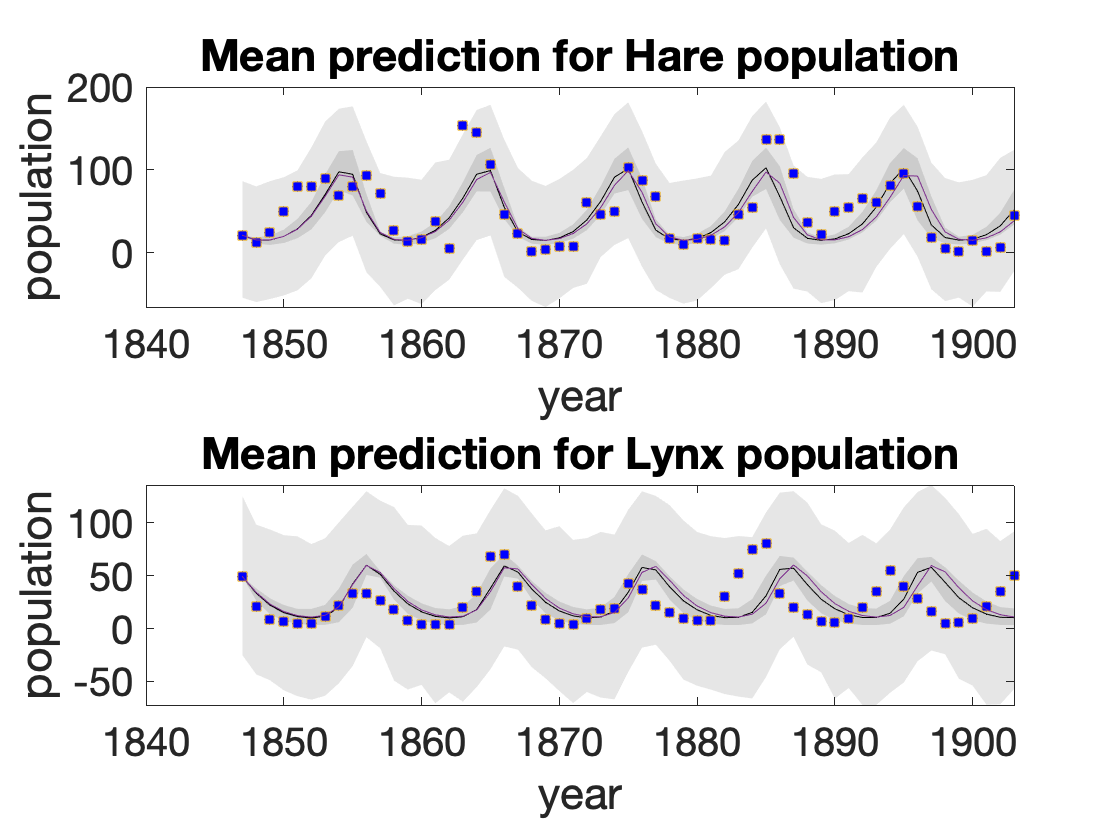 Mean prediction for Hare population
200
100
0
population
1840 1850 1860 1870 1880 1890 1900
year
Mean prediction for Lynx population
100
50
0
-50
population
1840 1850 1860 1870 1880 1890 1900
year